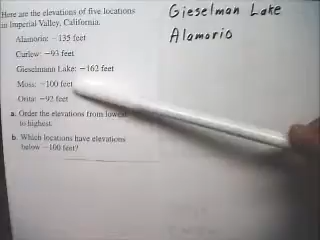 Here are the elevations of five locations
in Imperial Valley, California.
Alamorio: −135 feet
Curlew: −93 feet
Gieselmann Lake: −162 feet
Moss: −100 feet
Orita: −92 feet
a. Order the elevations from lowest
to highest.
b. Which locations have elevations
below −100 feet?
Gieselman Lake
Alamorio